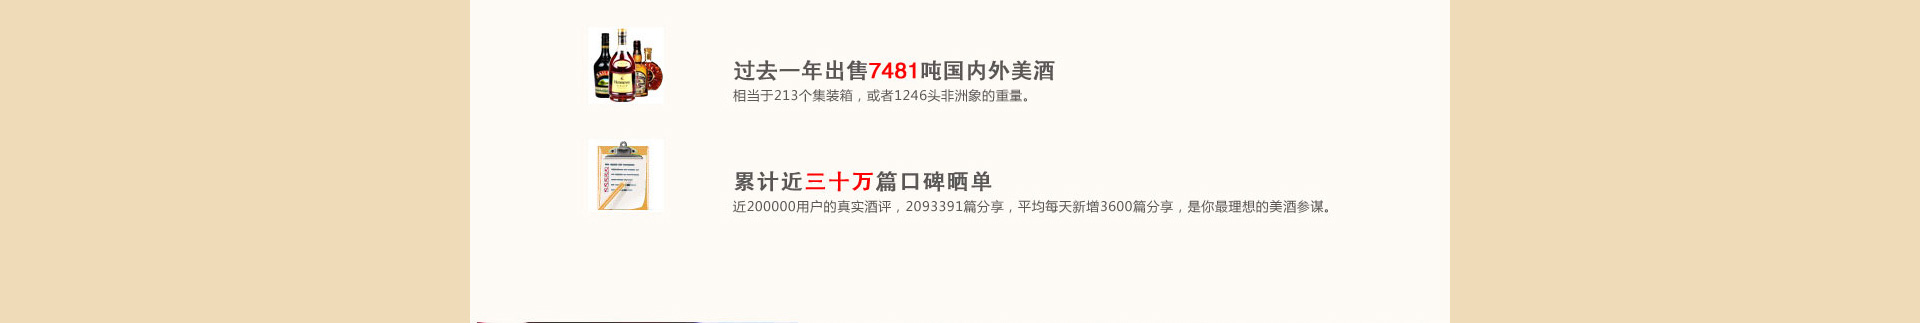 过去一年出售7481吨国内外美酒
相当于213个集装箱，或者1246头非洲象的重量。
累计近三十万篇口碑晒单
近200000用户的真实酒评，2093391篇分享，平均每天新增3600篇分享，是你最理想的美酒参谋。